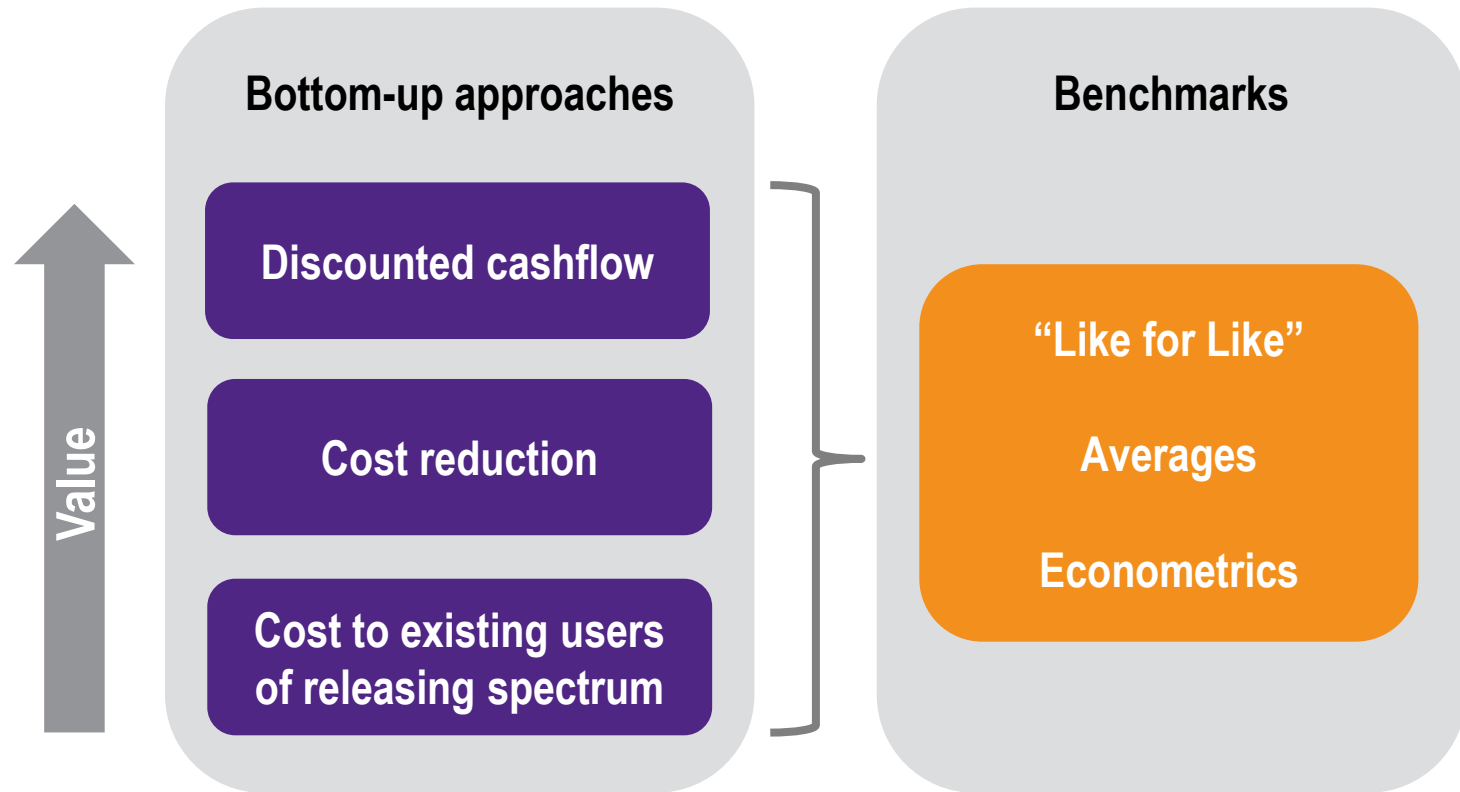 Bottom-up approaches
Discounted cashflow
Cost reduction
Cost to existing users
of releasing spectrum
Value
Benchmarks
“Like for Like”
Averages
Econometrics